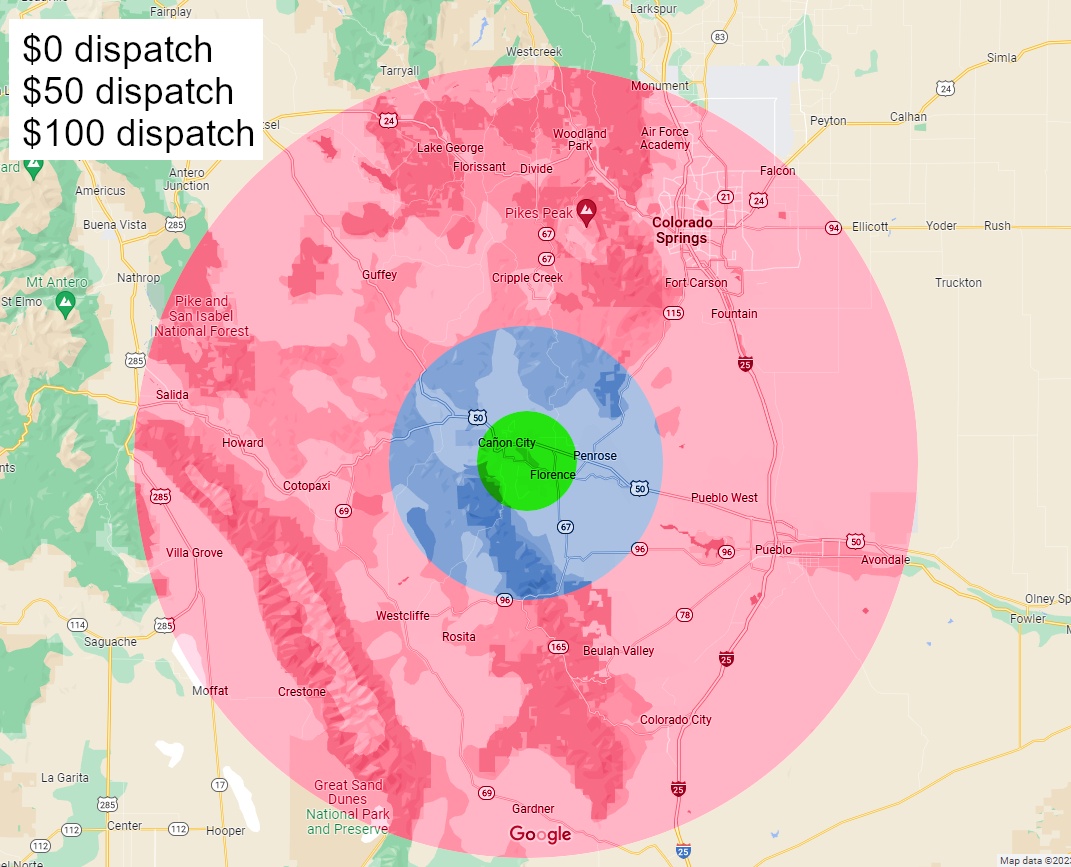 Larkspur
Fairplay
83
Westcreek
Simla
$0 dispatch
Tarryall
$50 dispatch
Monument
24
$100 dispatch
24
Peyton
Calhan
Woodland
Park
Air Force
Academy
Lake George
Florissant
Divide
Falcon
Antero
Junction
Americus
21
24
Pikes Peak
Buena Vista
285
67
Colorado
Springs
94
Ellicott
Yoder
Rush
67
Guffey
Cripple Creek
Nathrop
Mt Antero
Fort Carson
Truckton
St Elmo
Pike and
San Isabel
National Forest
115
Fountain
285
25
Salida
50
Howard
Cañon City
Penrose
Florence
Cotopaxi
50
285
69
Pueblo West
67
Villa Grove
96
96
Pueblo
50
Avondale
96
Olney Sp
Westcliffe
78
Fowler
114
285
Rosita
Saguache
165
Beulah Valley
25
Moffat
Crestone
Colorado City
La Garita
17
Great Sand
Dunes
National Park
and Preserve
69
25
285
Gardner
112
Center
112
Hooper
Google
112
25
Map data ©202